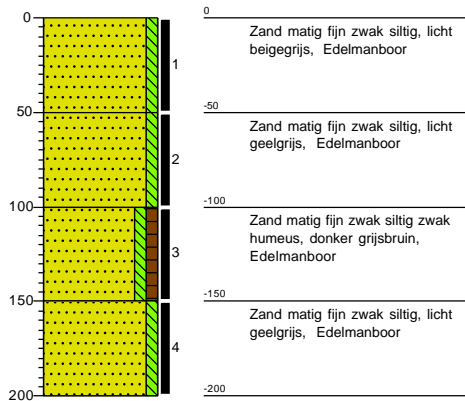 0
0
Zand matig fijn zwak siltig, licht
beigegrijs, Edelmanboor
1
50
-50
Zand matig fijn zwak siltig, licht
geelgrijs, Edelmanboor
2
100
-100
Zand matig fijn zwak siltig zwak
humeus, donker grijsbruin,
Edelmanboor
3
150
-150
Zand matig fijn zwak siltig, licht
geelgrijs, Edelmanboor
4
200
-200